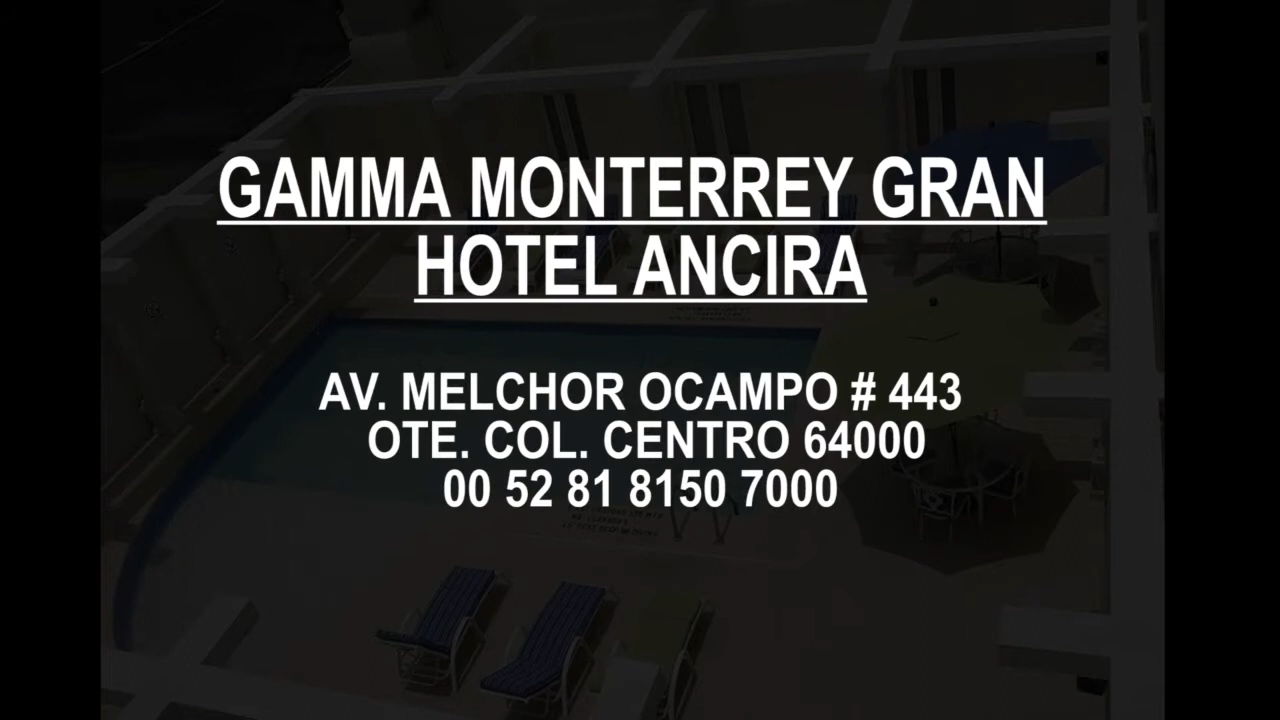 GAMMA MONTERREY GRAN
HOTEL ANCIRA
AV. MELCHOR OCAMPO # 443
OTE. COL. CENTRO 64000
00 52 81 8150 7000